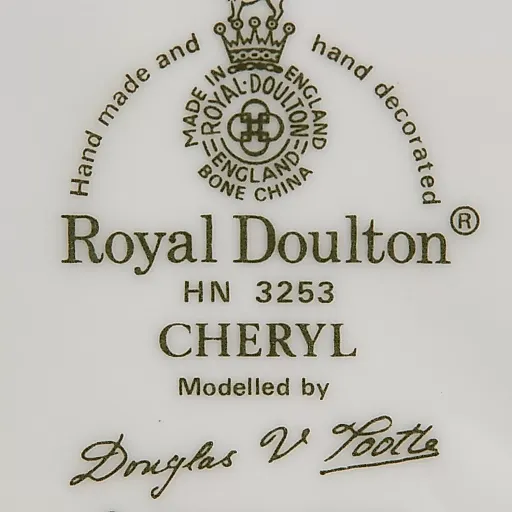 Hand made and hand decorated
MADE IN ENGLAND
ROYAL·DOULTON
ENGLAND
BONE CHINA
Royal Doulton®
HN 3253
CHERYL
Modelled by
Douglas V Tootle